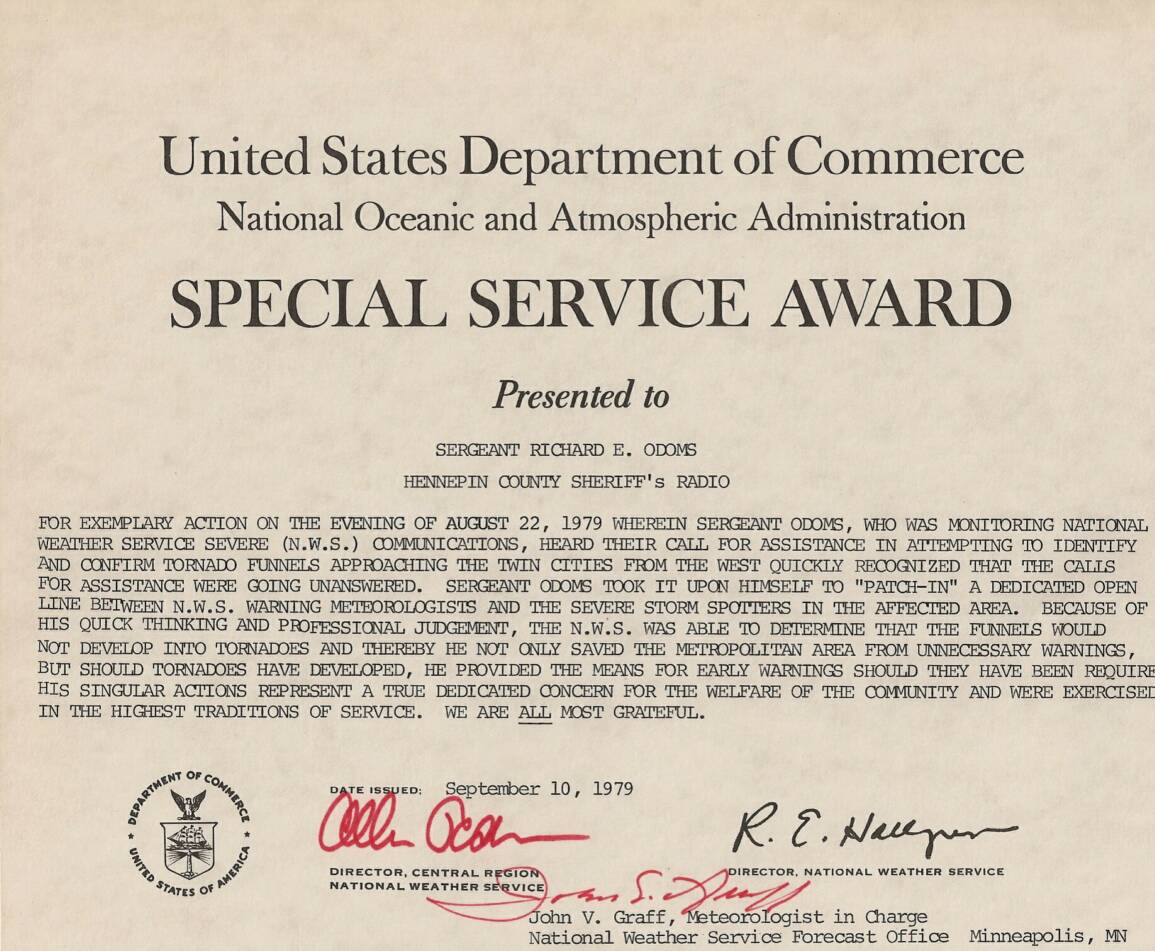 United States Department of Commerce
National Oceanic and Atmospheric Administration
SPECIAL SERVICE AWARD
Presented to
SERGEANT RICHARD E. ODOMS
HENNEPIN COUNTY SHERIFF's RADIO
FOR EXEMPLARY ACTION ON THE EVENING OF AUGUST 22, 1979 WHEREIN SERGEANT ODOMS, WHO WAS MONITORING NATIONAL
WEATHER SERVICE SEVERE (N.W.S.) COMMUNICATIONS, HEARD THEIR CALL FOR ASSISTANCE IN ATTEMPTING TO IDENTIFY
AND CONFIRM TORNADO FUNNELS APPROACHING THE TWIN CITIES FROM THE WEST QUICKLY RECOGNIZED THAT THE CALLS
FOR ASSISTANCE WERE GOING UNANSWERED. SERGEANT ODOMS TOOK IT UPON HIMSELF TO "PATCH-IN" A DEDICATED OPEN
LINE BETWEEN N.W.S. WARNING METEOROLOGISTS AND THE SEVERE STORM SPOTTERS IN THE AFFECTED AREA. BECAUSE OF
HIS QUICK THINKING AND PROFESSIONAL JUDGEMENT, THE N.W.S. WAS ABLE TO DETERMINE THAT THE FUNNELS WOULD
NOT DEVELOP INTO TORNADOES AND THEREBY HE NOT ONLY SAVED THE METROPOLITAN AREA FROM UNNECESSARY WARNINGS,
BUT SHOULD TORNADOES HAVE DEVELOPED, HE PROVIDED THE MEANS FOR EARLY WARNINGS SHOULD THEY HAVE BEEN REQUIRE
HIS SINGULAR ACTIONS REPRESENT A TRUE DEDICATED CONCERN FOR THE WELFARE OF THE COMMUNITY AND WERE EXERCISED
IN THE HIGHEST TRADITIONS OF SERVICE. WE ARE ALL MOST GRATEFUL.
DEPARTMENT OF COMMERCE
UNITED STATES OF AMERICA
DATE ISSUED: September 10, 1979
R. E. Hallgren
DIRECTOR, CENTRAL REGION
NATIONAL WEATHER SERVICE
DIRECTOR, NATIONAL WEATHER SERVICE
John V. Graff, Meteorologist in Charge
National Weather Service Forecast Office Minneapolis, MN